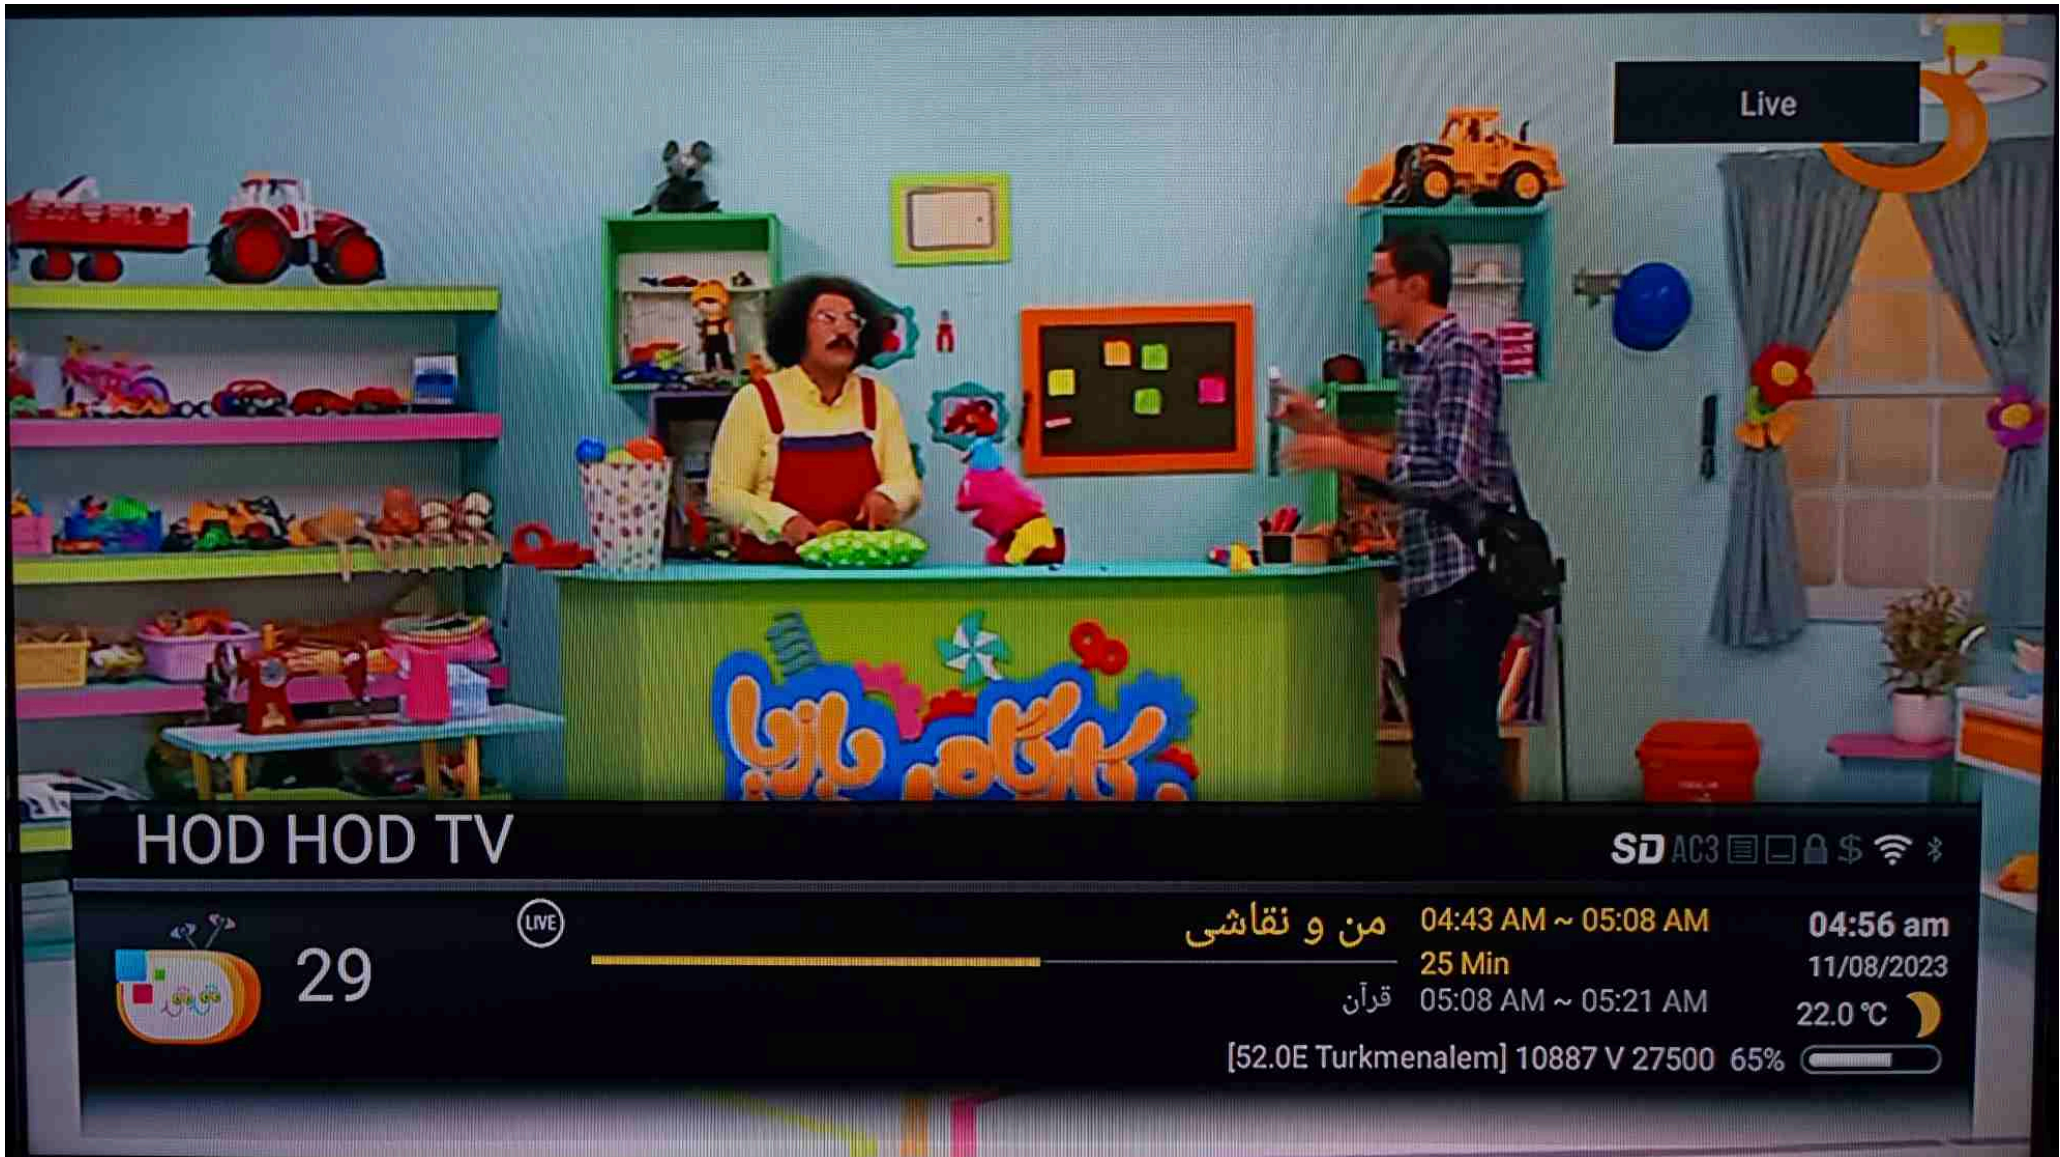 Live
کارگاه بازیا
HOD HOD TV
SD AC3 $
29
LIVE
من و نقاشی 04:43 AM ~ 05:08 AM
25 Min
قرآن 05:08 AM ~ 05:21 AM
04:56 am
11/08/2023
22.0 °C
[52.0E Turkmenalem] 10887 V 27500 65%